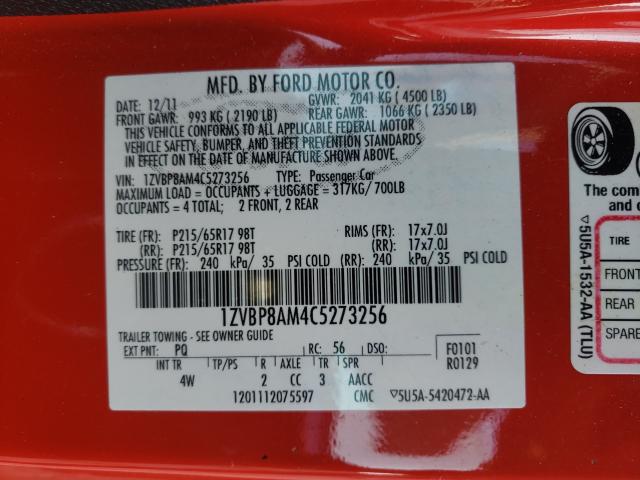 MFD. BY FORD MOTOR CO.
DATE: 12/11 GVWR: 2041 KG ( 4500 LB)
FRONT GAWR: 993 KG ( 2190 LB) REAR GAWR: 1066 KG ( 2350 LB)
THIS VEHICLE CONFORMS TO ALL APPLICABLE FEDERAL MOTOR
VEHICLE SAFETY, BUMPER, AND THEFT PREVENTION STANDARDS
IN EFFECT ON THE DATE OF MANUFACTURE SHOWN ABOVE.
VIN: 1ZVBP8AM4C5273256 TYPE: Passenger Car
MAXIMUM LOAD = OCCUPANTS + LUGGAGE = 317KG/ 700LB
OCCUPANTS = 4 TOTAL; 2 FRONT, 2 REAR
TIRE (FR): P215/65R17 98T RIMS (FR): 17x7.0J
(RR): P215/65R17 98T (RR): 17x7.0J
PRESSURE (FR): 240 kPa/ 35 PSI COLD (RR): 240 kPa/ 35 PSI COLD
1ZVBP8AM4C5273256
TRAILER TOWING - SEE OWNER GUIDE
EXT PNT: PQ RC: 56 DSO: F0101
R0129
INT TR TP/PS R AXLE TR SPR
4W 2 CC 3 AACC
1201112075597 CMC ▽5U5A-5420472-AA
The com
▽5U5A-1532-AA (TLU)
TIRE
FRON
REAR
SPARE